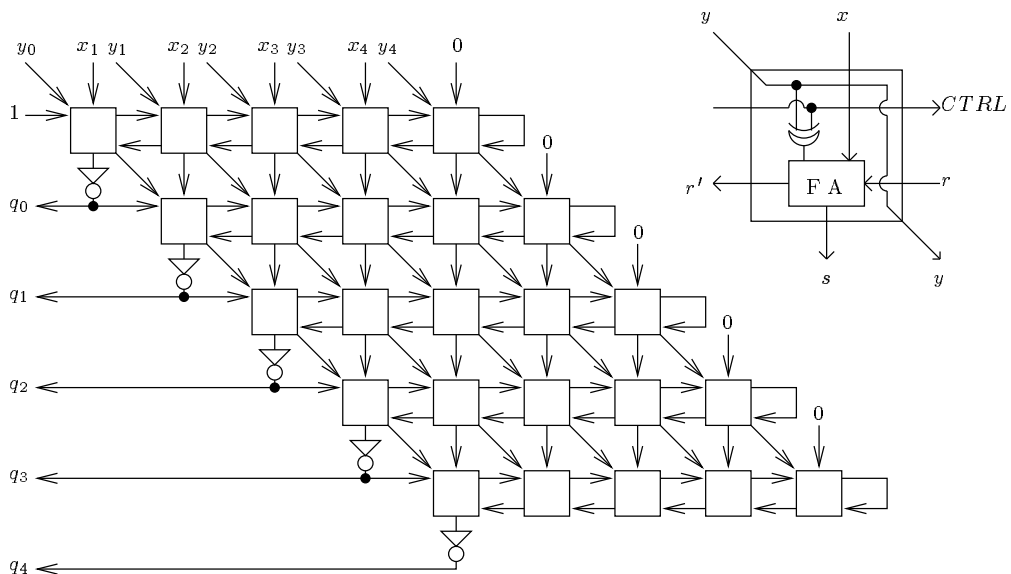 y x
y₀ x₁ y₁ x₂ y₂ x₃ y₃ x₄ y₄ 0
1 CTRL
0
r' F A r
q₀
0
s y
q₁
0
q₂
0
q₃
q₄